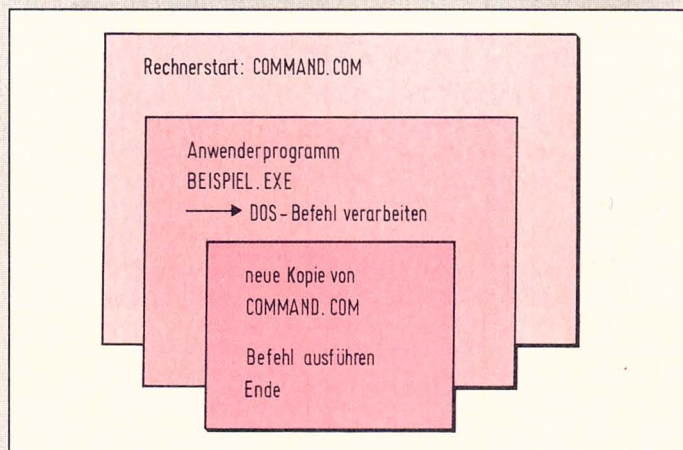 Rechnerstart: COMMAND.COM
Anwenderprogramm
BEISPIEL.EXE
→ DOS-Befehl verarbeiten
neue Kopie von
COMMAND.COM
Befehl ausführen
Ende